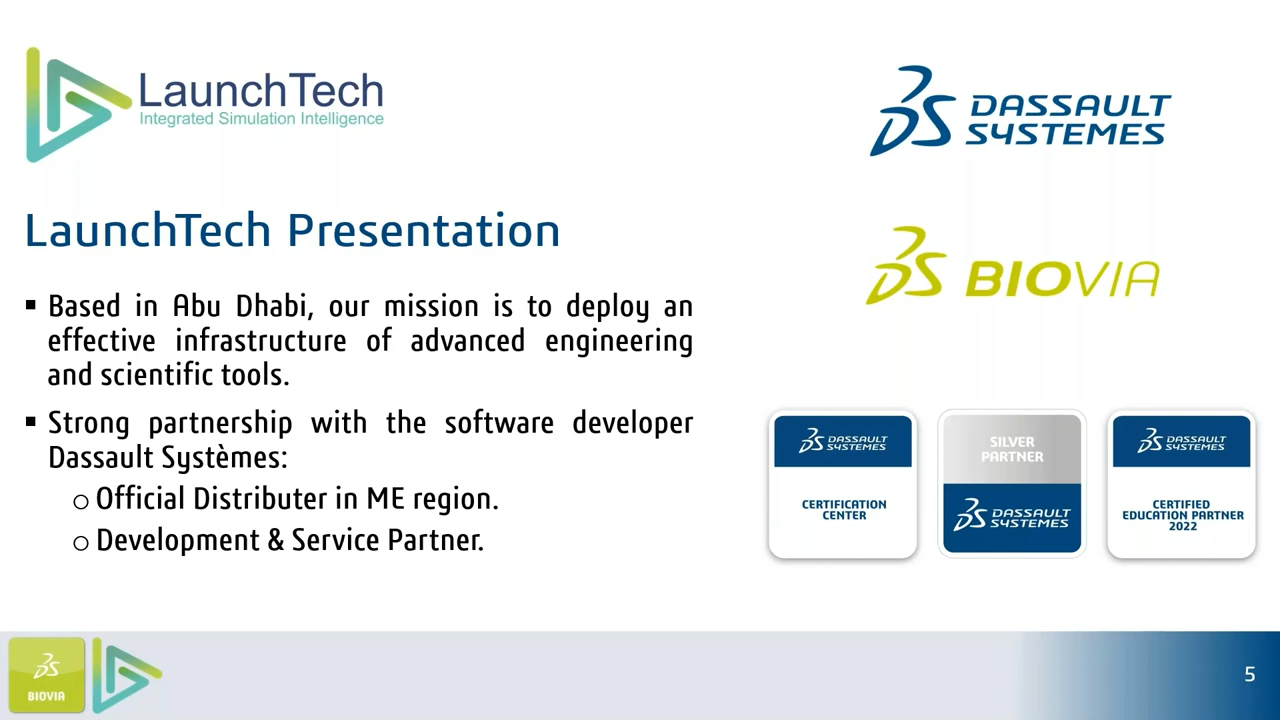 LaunchTech
Integrated Simulation Intelligence
DASSAULT
SYSTEMES
LaunchTech Presentation
BIOVIA
▪ Based in Abu Dhabi, our mission is to deploy an
effective infrastructure of advanced engineering
and scientific tools.
▪ Strong partnership with the software developer
Dassault Systèmes:
o Official Distributer in ME region.
o Development & Service Partner.
DASSAULT
SYSTEMES
CERTIFICATION
CENTER
SILVER
PARTNER
DASSAULT
SYSTEMES
DASSAULT
SYSTEMES
CERTIFIED
EDUCATION PARTNER
2022
BIOVIA
5